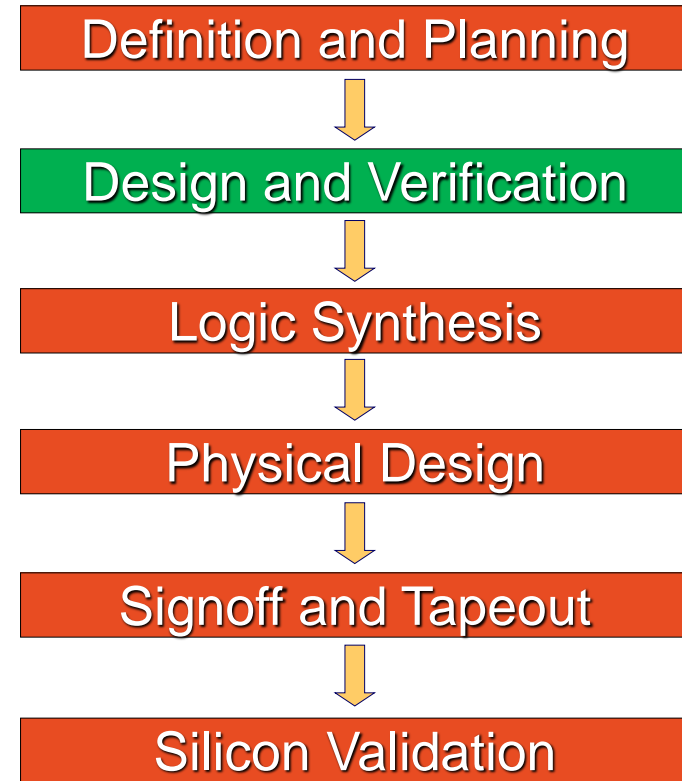 Definition and Planning
Design and Verification
Logic Synthesis
Physical Design
Signoff and Tapeout
Silicon Validation